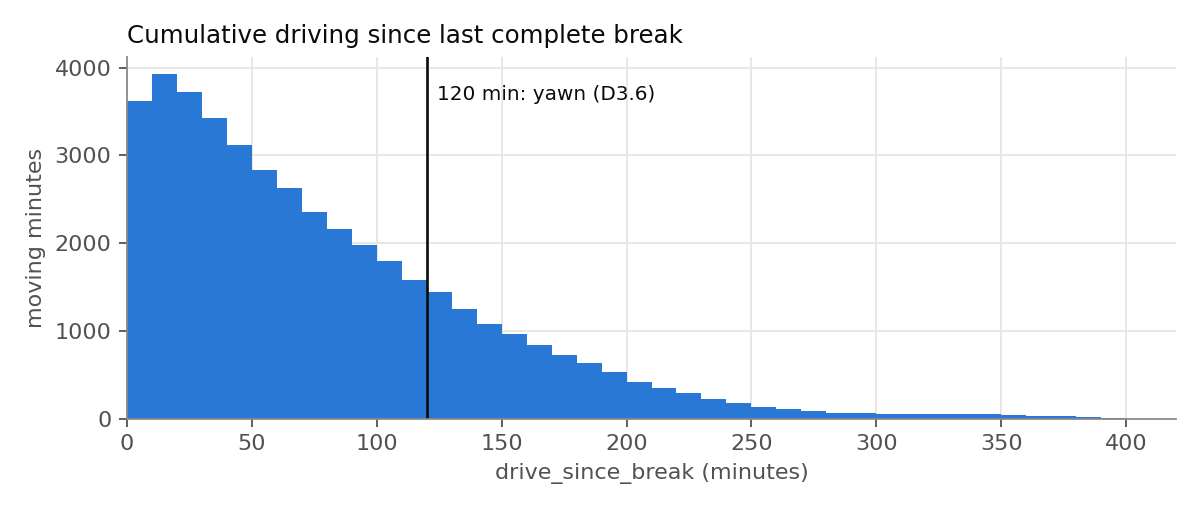 Cumulative driving since last complete break
120 min: yawn (D3.6)
moving minutes
4000
3000
2000
1000
0
0 50 100 150 200 250 300 350 400
drive_since_break (minutes)